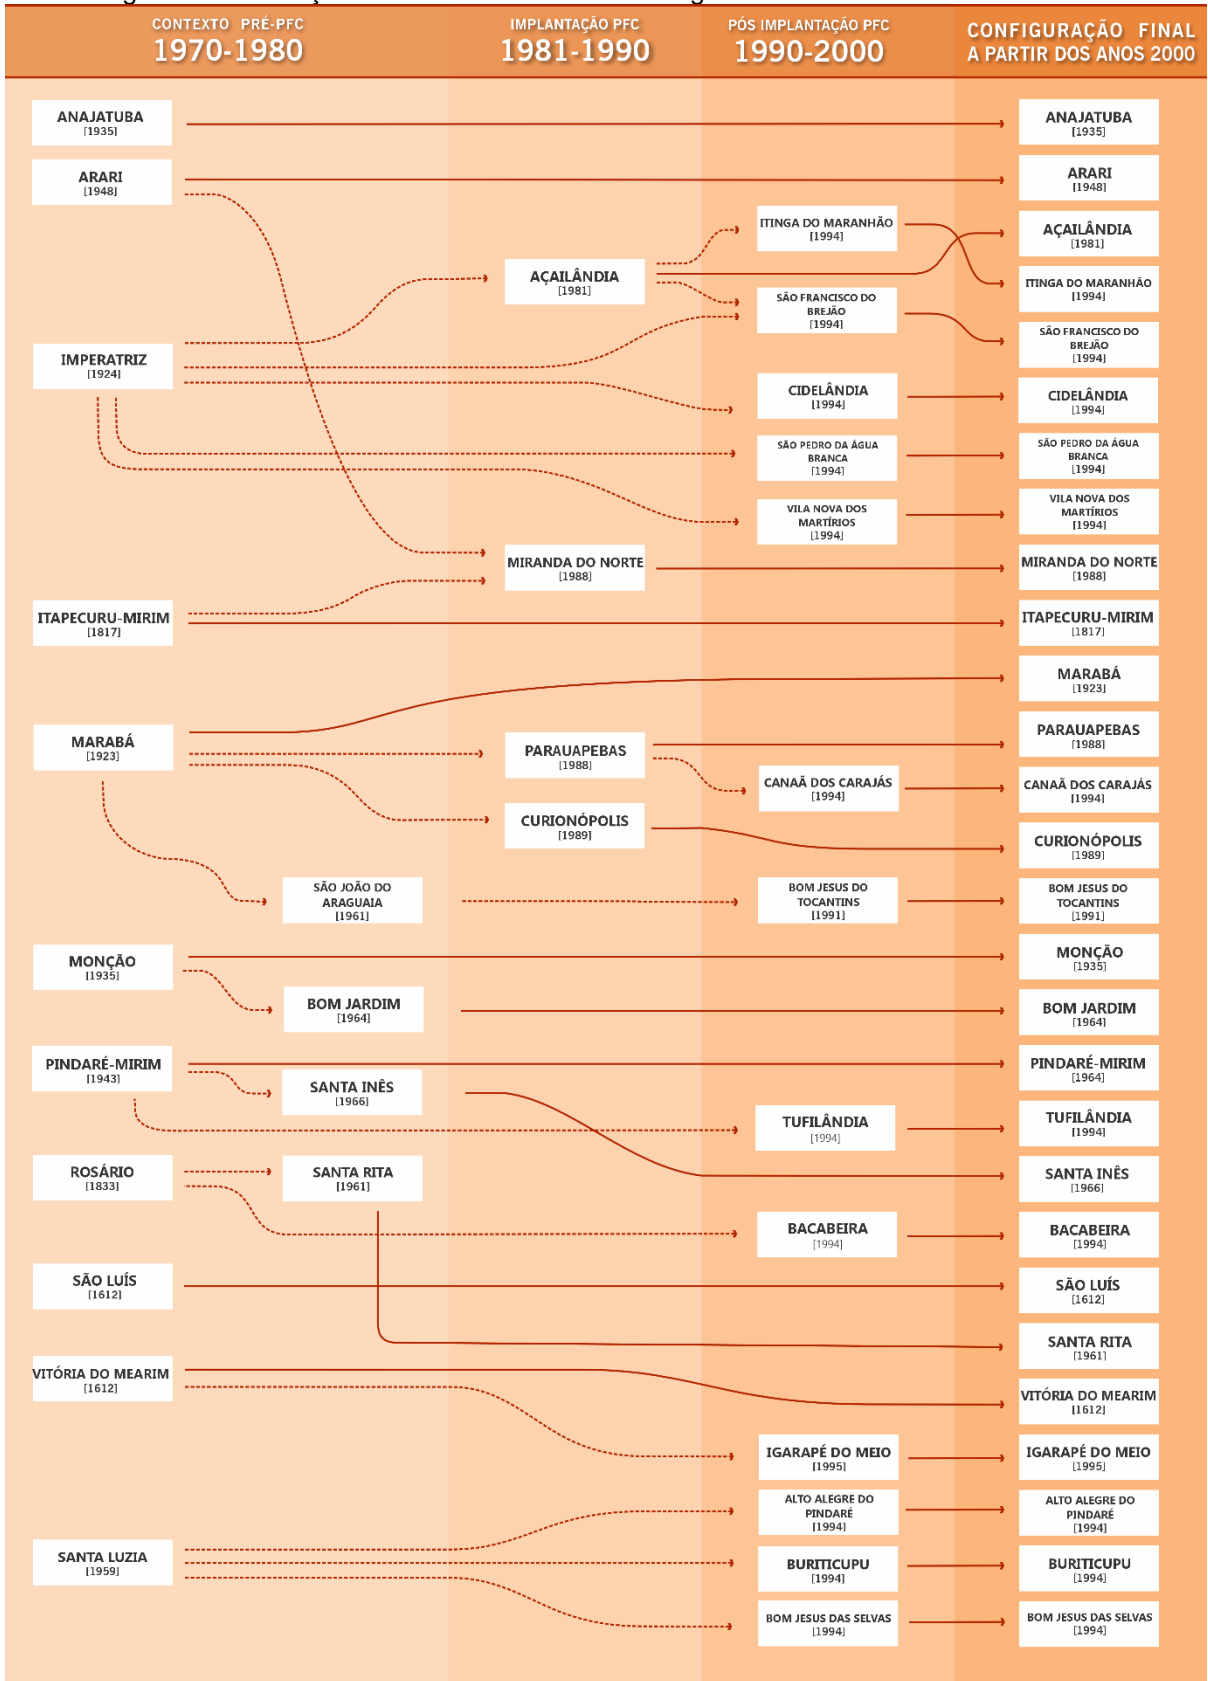 CONTEXTO PRÉ-PFC
1970-1980
IMPLANTAÇÃO PFC
1981-1990
PÓS IMPLANTAÇÃO PFC
1990-2000
CONFIGURAÇÃO FINAL
A PARTIR DOS ANOS 2000
ANAJATUBA
[1935]
ARARI
[1948]
IMPERATRIZ
[1924]
ITAPECURU-MIRIM
[1817]
MARABÁ
[1923]
SÃO JOÃO DO
ARAGUAIA
[1961]
MONÇÃO
[1935]
BOM JARDIM
[1964]
PINDARÉ-MIRIM
[1943]
SANTA INÊS
[1966]
ROSÁRIO
[1833]
SANTA RITA
[1961]
SÃO LUÍS
[1612]
VITÓRIA DO MEARIM
[1612]
SANTA LUZIA
[1959]
AÇAILÂNDIA
[1981]
MIRANDA DO NORTE
[1988]
PARAUAPEBAS
[1988]
CURIONÓPOLIS
[1989]
ITINGA DO MARANHÃO
[1994]
SÃO FRANCISCO DO
BREJÃO
[1994]
CIDELÂNDIA
[1994]
SÃO PEDRO DA ÁGUA
BRANCA
[1994]
VILA NOVA DOS
MARTÍRIOS
[1994]
CANAÃ DOS CARAJÁS
[1994]
BOM JESUS DO
TOCANTINS
[1991]
TUFILÂNDIA
[1994]
BACABEIRA
[1994]
IGARAPÉ DO MEIO
[1995]
ALTO ALEGRE DO
PINDARÉ
[1994]
BURITICUPU
[1994]
BOM JESUS DAS SELVAS
[1994]
ANAJATUBA
[1935]
ARARI
[1948]
AÇAILÂNDIA
[1981]
ITINGA DO MARANHÃO
[1994]
SÃO FRANCISCO DO
BREJÃO
[1994]
CIDELÂNDIA
[1994]
SÃO PEDRO DA ÁGUA
BRANCA
[1994]
VILA NOVA DOS
MARTÍRIOS
[1994]
MIRANDA DO NORTE
[1988]
ITAPECURU-MIRIM
[1817]
MARABÁ
[1923]
PARAUAPEBAS
[1988]
CANAÃ DOS CARAJÁS
[1994]
CURIONÓPOLIS
[1989]
BOM JESUS DO
TOCANTINS
[1991]
MONÇÃO
[1935]
BOM JARDIM
[1964]
PINDARÉ-MIRIM
[1964]
TUFILÂNDIA
[1994]
SANTA INÊS
[1966]
BACABEIRA
[1994]
SÃO LUÍS
[1612]
SANTA RITA
[1961]
VITÓRIA DO MEARIM
[1612]
IGARAPÉ DO MEIO
[1995]
ALTO ALEGRE DO
PINDARÉ
[1994]
BURITICUPU
[1994]
BOM JESUS DAS SELVAS
[1994]